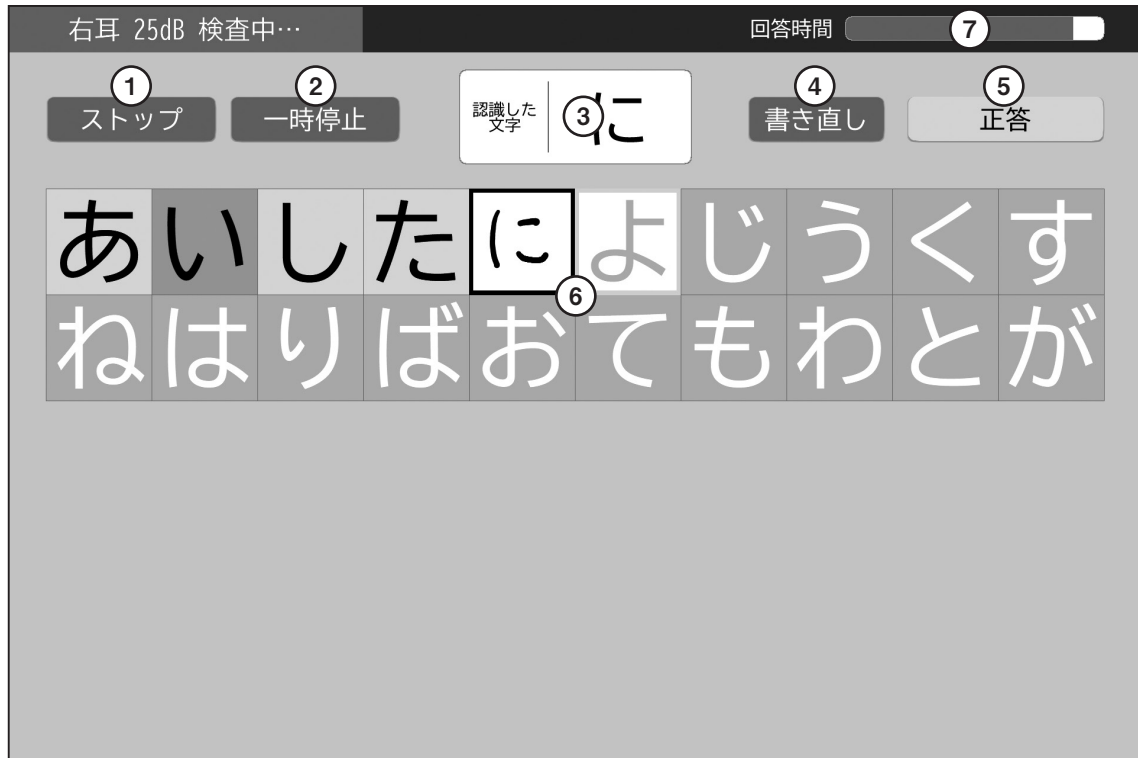 右耳 25dB 検査中… 回答時間 7
1 2 4 5
ストップ 一時停止 認識した文字 3 に 書き直し 正答
あ い し た に よ じ う く す
6
ね は り ば お て も わ と が